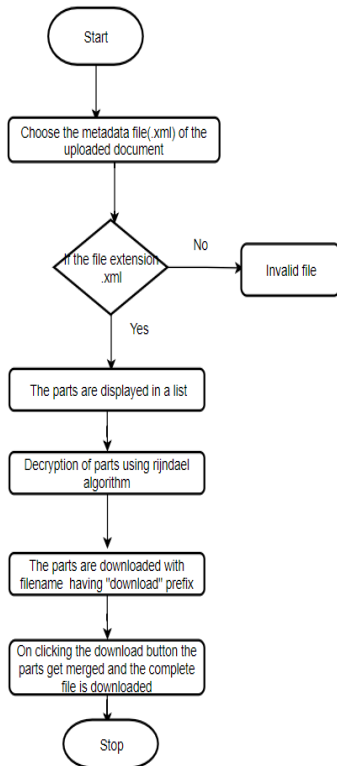 Start
Choose the metadata file(.xml) of the
uploaded document
If the file extension
.xml
No
Invalid file
Yes
The parts are displayed in a list
Decryption of parts using rijndael
algorithm
The parts are downloaded with
filename having "download" prefix
On clicking the download button the
parts get merged and the complete
file is downloaded
Stop